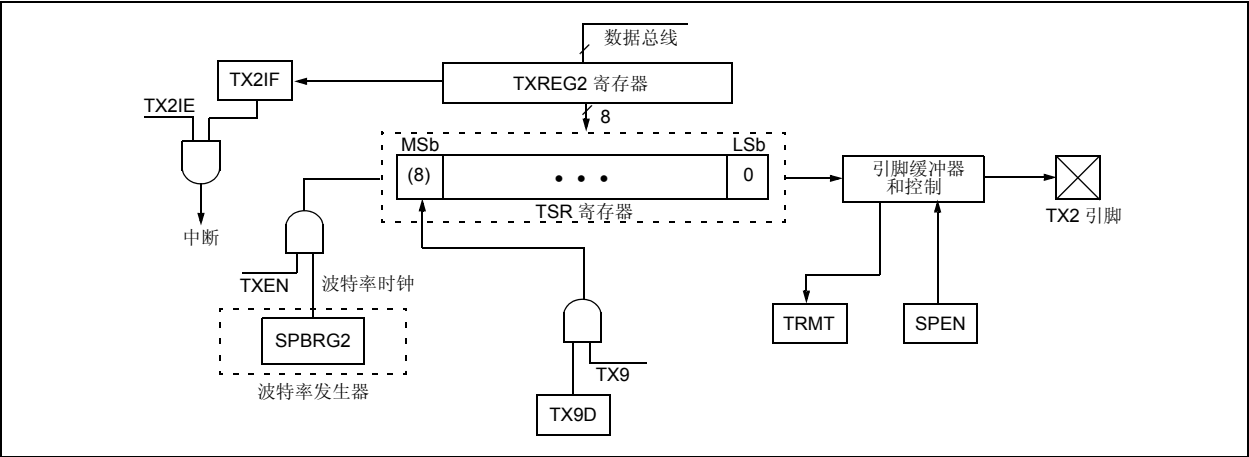 数据总线
TXREG2 寄存器
TX2IF
8
TX2IE
MSb
LSb
(8)
• • •
0
TSR 寄存器
引脚缓冲器
和控制
TX2 引脚
中断
TXEN
波特率时钟
SPBRG2
波特率发生器
TX9
TX9D
TRMT
SPEN